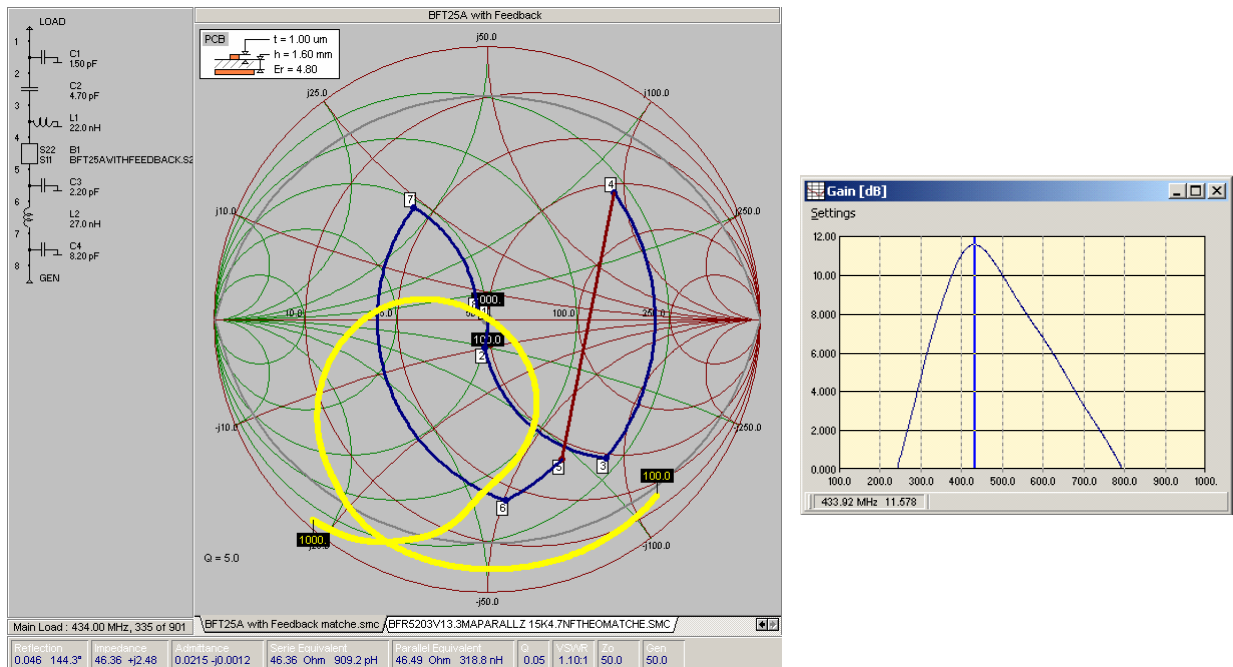 BFT25A with Feedback
LOAD
1
C1
1.50 pF
2
C2
4.70 pF
3
L1
22.0 nH
4
S22
S11
B1
BFT25AWITHFEEDBACK.S2
5
C3
2.20 pF
6
L2
27.0 nH
7
C4
8.20 pF
8
GEN
PCB
t = 1.00 um
h = 1.60 mm
Er = 4.80
j50.0
j25.0
j100.0
j10.0
j250.0
7
4
10.0
100.0
250.0
000.
100.0
2
-j10.0
-j250.0
5
3
6
100.0
1000.
-j100.0
Q = 5.0
-j50.0
Main Load : 434.00 MHz, 335 of 901
BFT25A with Feedback matche.smc
BFR5203V13.3MAPARALLZ 15K4.7NFTHEOMATCHE.SMC
Reflection Impedance Admittance Serie Equivalent Parallel Equivalent Q VSWR Zo Gen
0.046 144.3° 46.36 +j2.48 0.0215 -j0.0012 46.36 Ohm 909.2 pH 46.49 Ohm 318.8 nH 0.05 1.10:1 50.0 50.0
Gain [dB]
Settings
12.00
10.00
8.000
6.000
4.000
2.000
0.000
100.0 200.0 300.0 400.0 500.0 600.0 700.0 800.0 900.0 1000.
433.92 MHz 11.578